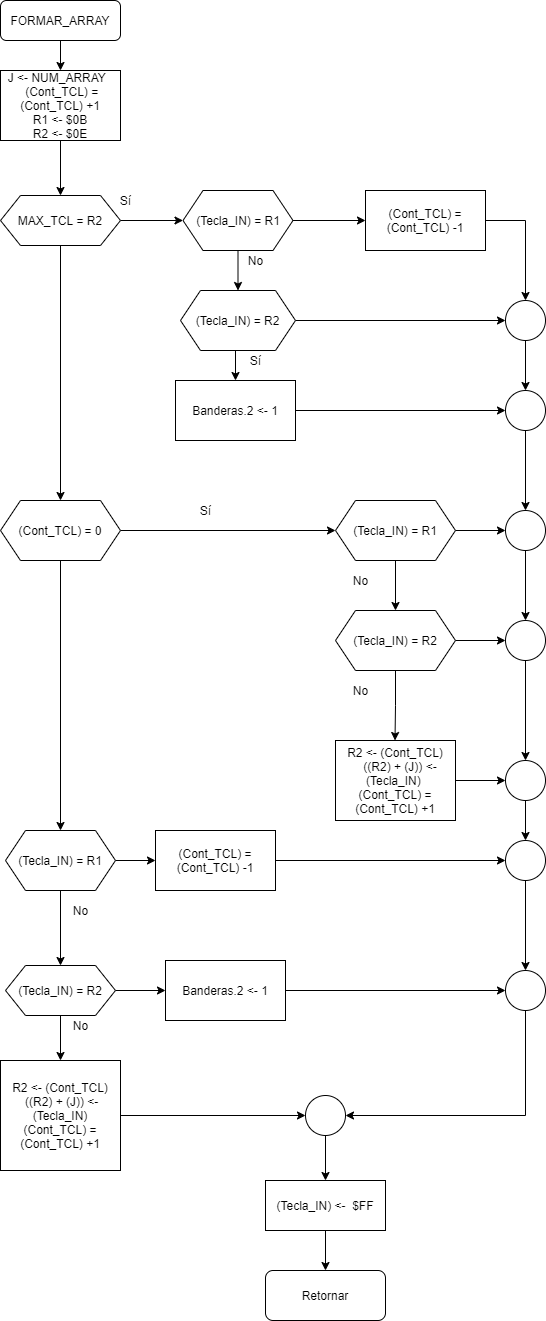 FORMAR_ARRAY
J <- NUM_ARRAY
(Cont_TCL) =
(Cont_TCL) +1
R1 <- $0B
R2 <- $0E
MAX_TCL = R2
Sí
(Tecla_IN) = R1
(Cont_TCL) =
(Cont_TCL) -1
No
(Tecla_IN) = R2
Sí
Banderas.2 <- 1
(Cont_TCL) = 0
Sí
(Tecla_IN) = R1
No
(Tecla_IN) = R2
No
R2 <- (Cont_TCL)
((R2) + (J)) <-
(Tecla_IN)
(Cont_TCL) =
(Cont_TCL) +1
(Tecla_IN) = R1
(Cont_TCL) =
(Cont_TCL) -1
No
(Tecla_IN) = R2
Banderas.2 <- 1
No
R2 <- (Cont_TCL)
((R2) + (J)) <-
(Tecla_IN)
(Cont_TCL) =
(Cont_TCL) +1
(Tecla_IN) <- $FF
Retornar